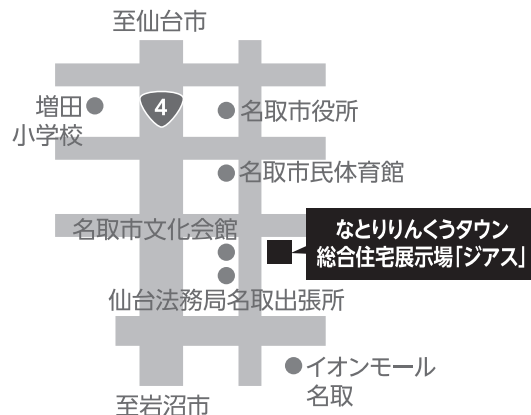 至仙台市
増田
小学校
4
名取市役所
名取市民体育館
名取市文化会館
なとりりんくうタウン
総合住宅展示場「ジアス」
仙台法務局名取出張所
イオンモール
名取
至岩沼市